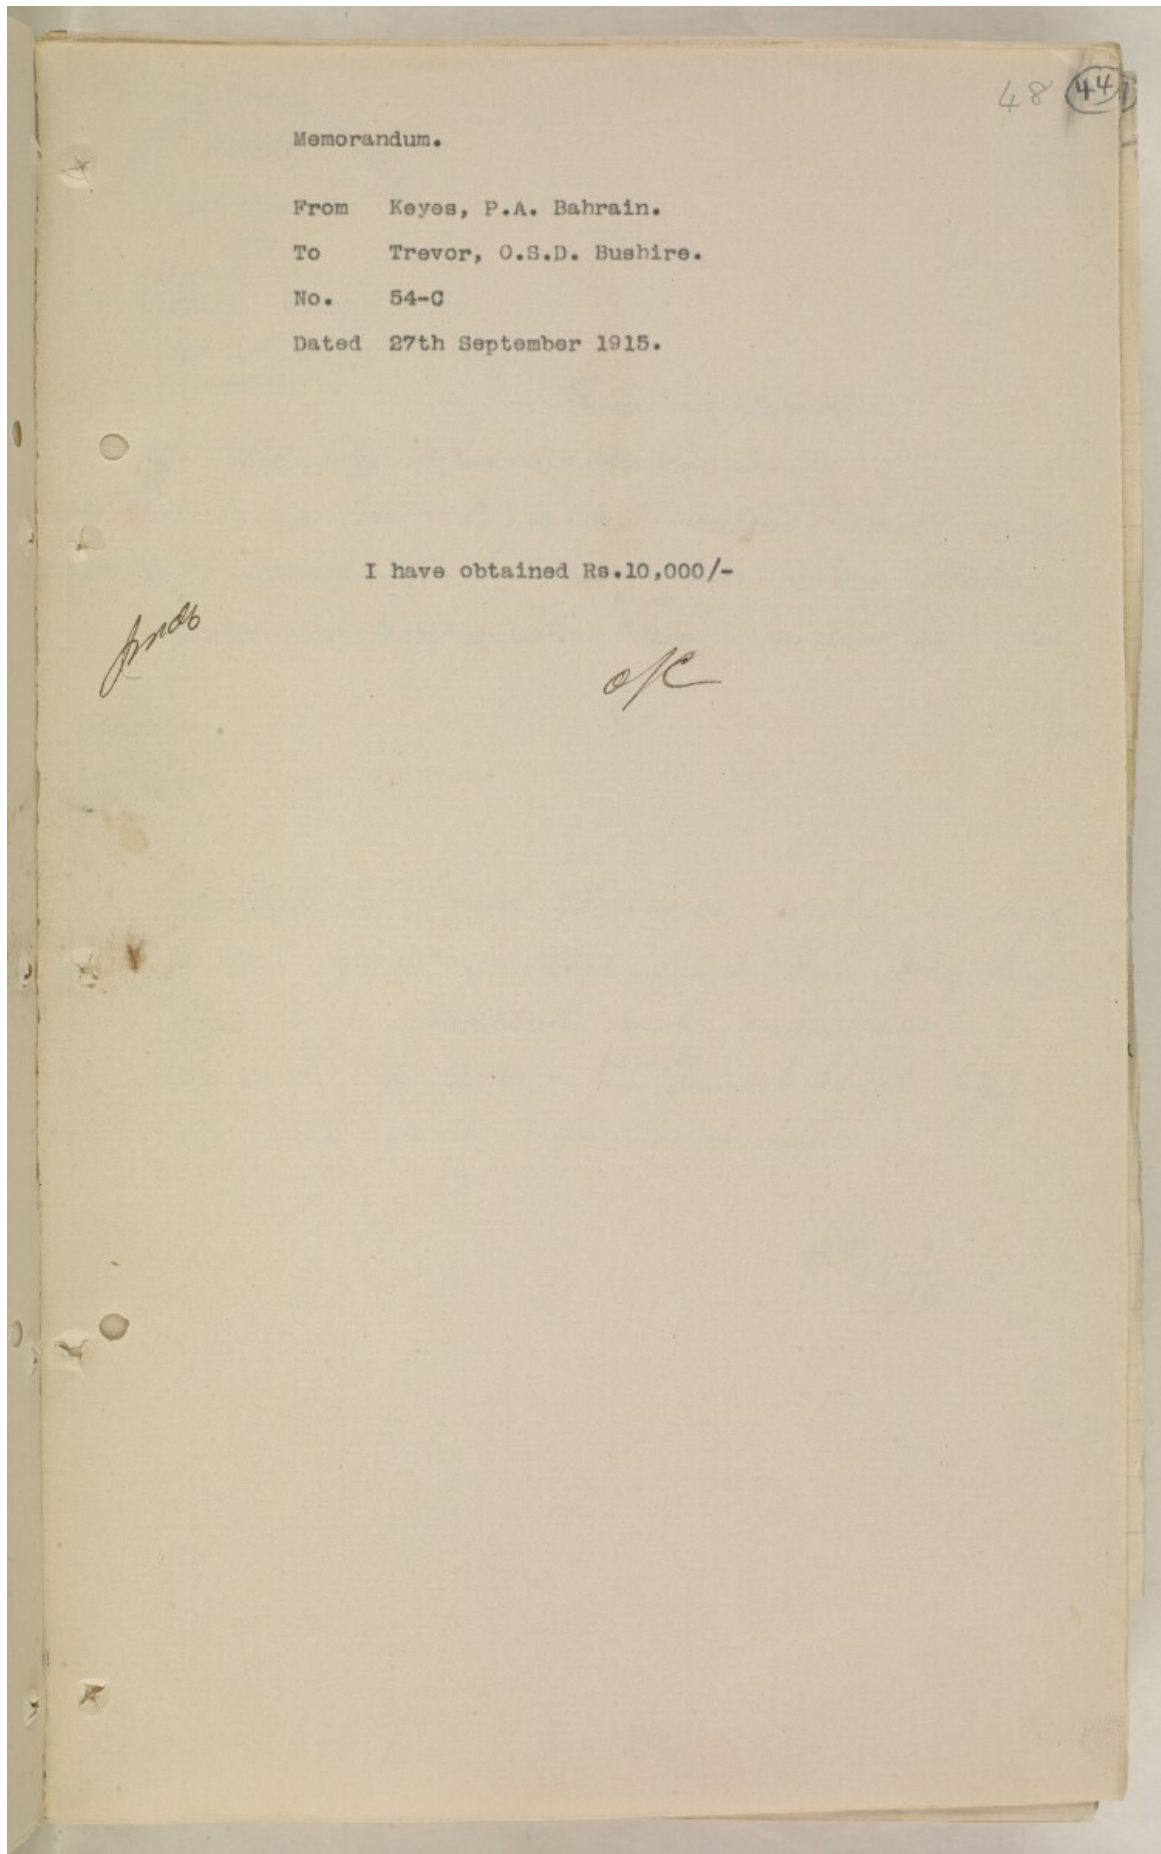 48 44
Memorandum.
From Keyes, P.A. Bahrain.
To Trevor, O.S.D. Bushire.
No. 54-C
Dated 27th September 1915.
I have obtained Rs.10,000/-